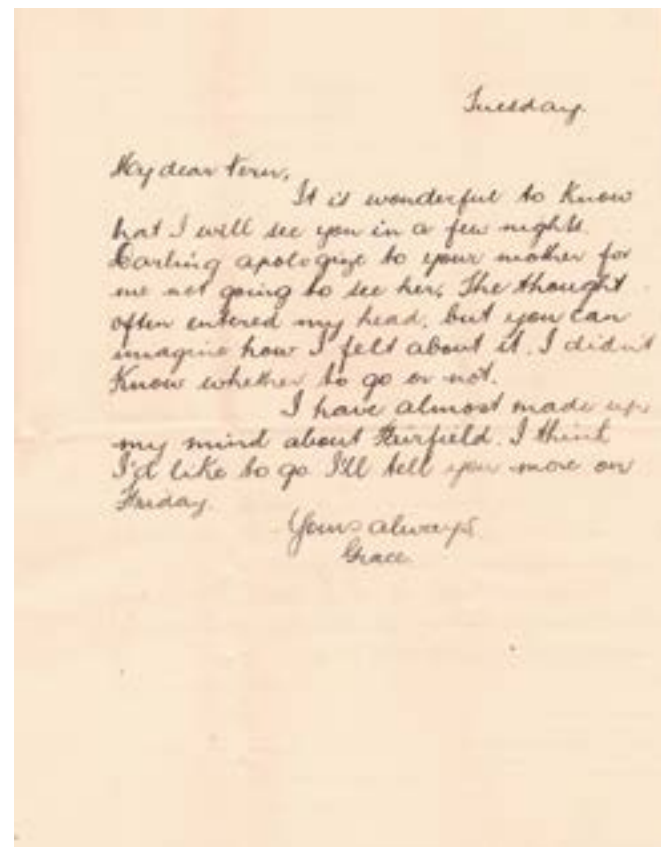 Tuesday.
My dear Vern,
It is wonderful to know
that I will see you in a few nights.
Darling apologize to your mother for
me not going to see her. The thought
often entered my head, but you can
imagine how I felt about it. I didn't
know whether to go or not.
I have almost made up
my mind about Fairfield. I think
I'd like to go I'll tell you more on
Friday.
Yours always,
Grace.